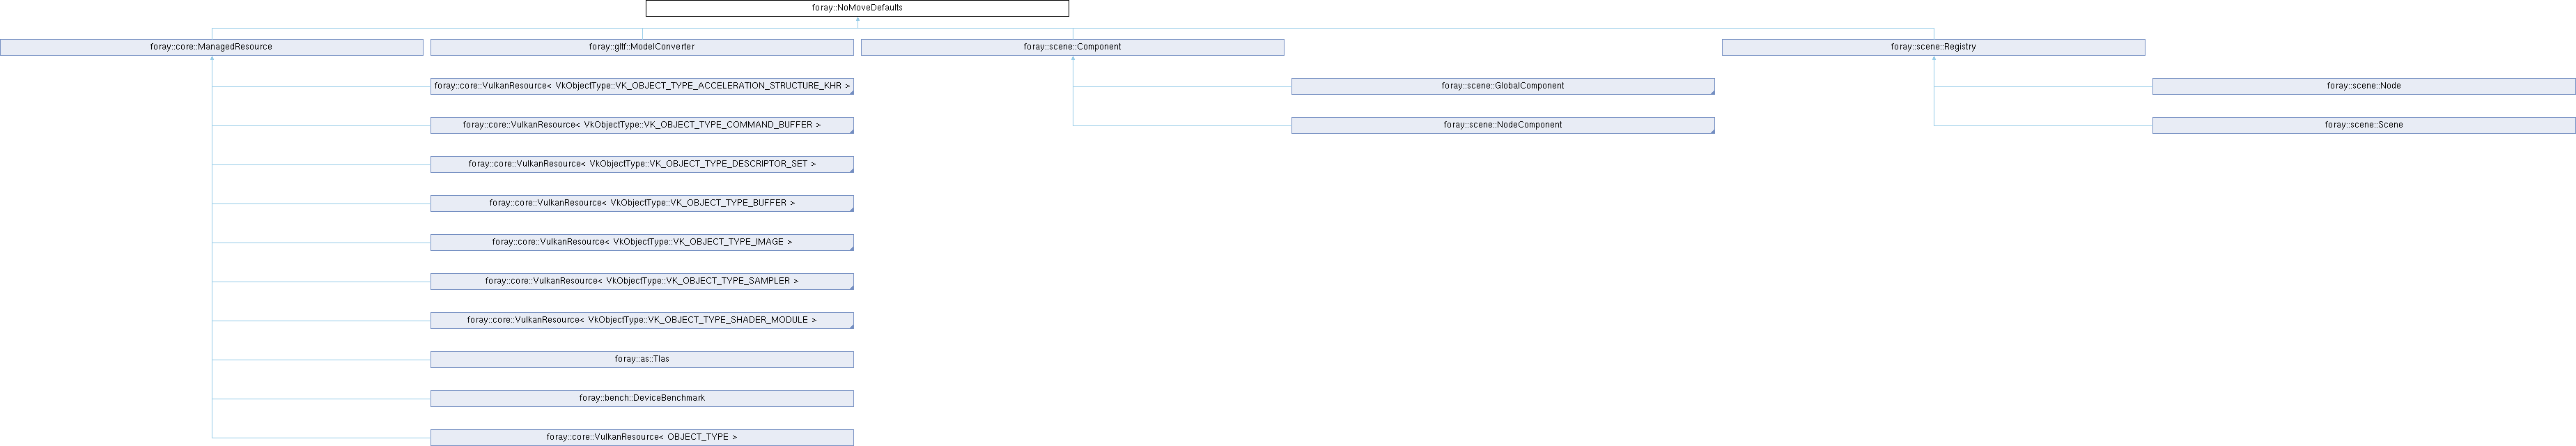 foray::NoMoveDefaults
foray::core::ManagedResource
foray::gltf::ModelConverter
foray::scene::Component
foray::scene::Registry
foray::core::VulkanResource< VkObjectType::VK_OBJECT_TYPE_ACCELERATION_STRUCTURE_KHR >
foray::scene::GlobalComponent
foray::scene::Node
foray::core::VulkanResource< VkObjectType::VK_OBJECT_TYPE_COMMAND_BUFFER >
foray::scene::NodeComponent
foray::scene::Scene
foray::core::VulkanResource< VkObjectType::VK_OBJECT_TYPE_DESCRIPTOR_SET >
foray::core::VulkanResource< VkObjectType::VK_OBJECT_TYPE_BUFFER >
foray::core::VulkanResource< VkObjectType::VK_OBJECT_TYPE_IMAGE >
foray::core::VulkanResource< VkObjectType::VK_OBJECT_TYPE_SAMPLER >
foray::core::VulkanResource< VkObjectType::VK_OBJECT_TYPE_SHADER_MODULE >
foray::as::Tlas
foray::bench::DeviceBenchmark
foray::core::VulkanResource< OBJECT_TYPE >